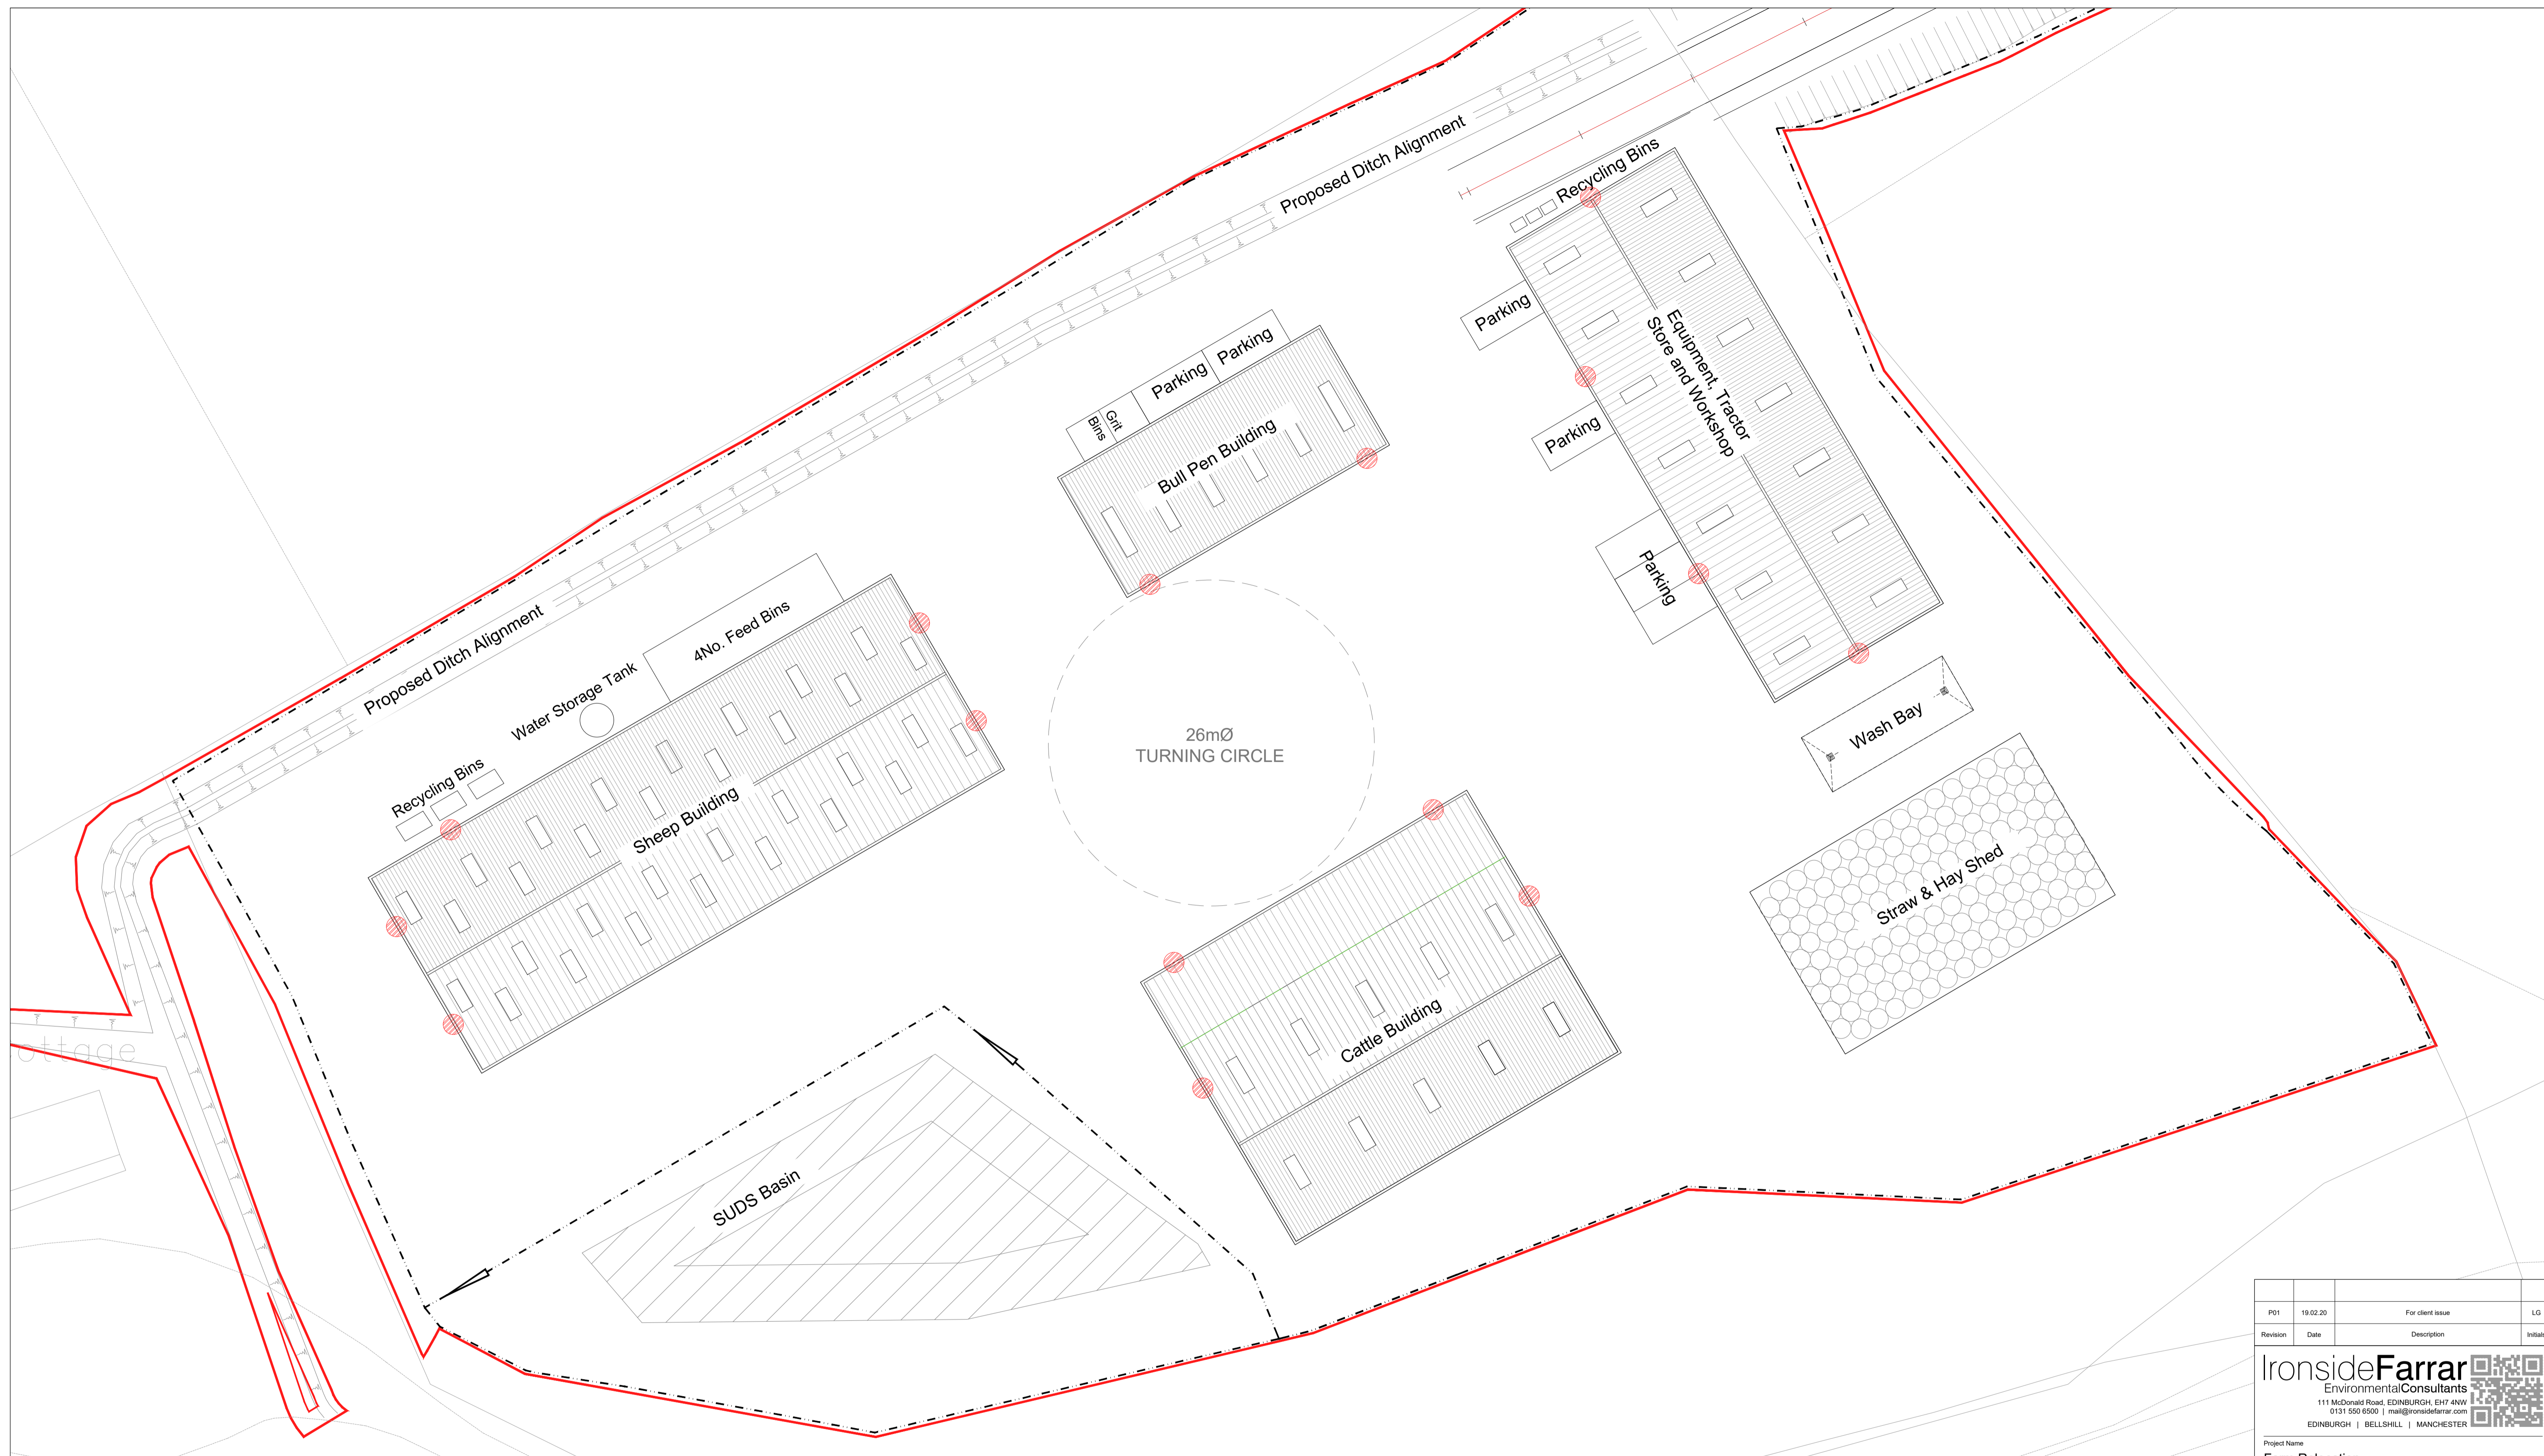 Proposed Ditch Alignment
Recycling Bins
Parking
Equipment, Tractor
Store and Workshop
Parking
Parking
Parking
Parking
Grit
Bins
Bull Pen Building
4No. Feed Bins
Proposed Ditch Alignment
Water Storage Tank
Recycling Bins
Sheep Building
26mØ
TURNING CIRCLE
Wash Bay
Straw & Hay Shed
Cattle Building
SUDS Basin
ottage
P01 19.02.20 For client issue LG
Revision Date Description Initials
IronsideFarrar
EnvironmentalConsultants
111 McDonald Road, EDINBURGH, EH7 4NW
0131 550 6500 | mail@ironsidefarrar.com
EDINBURGH | BELLSHILL | MANCHESTER
Project Name